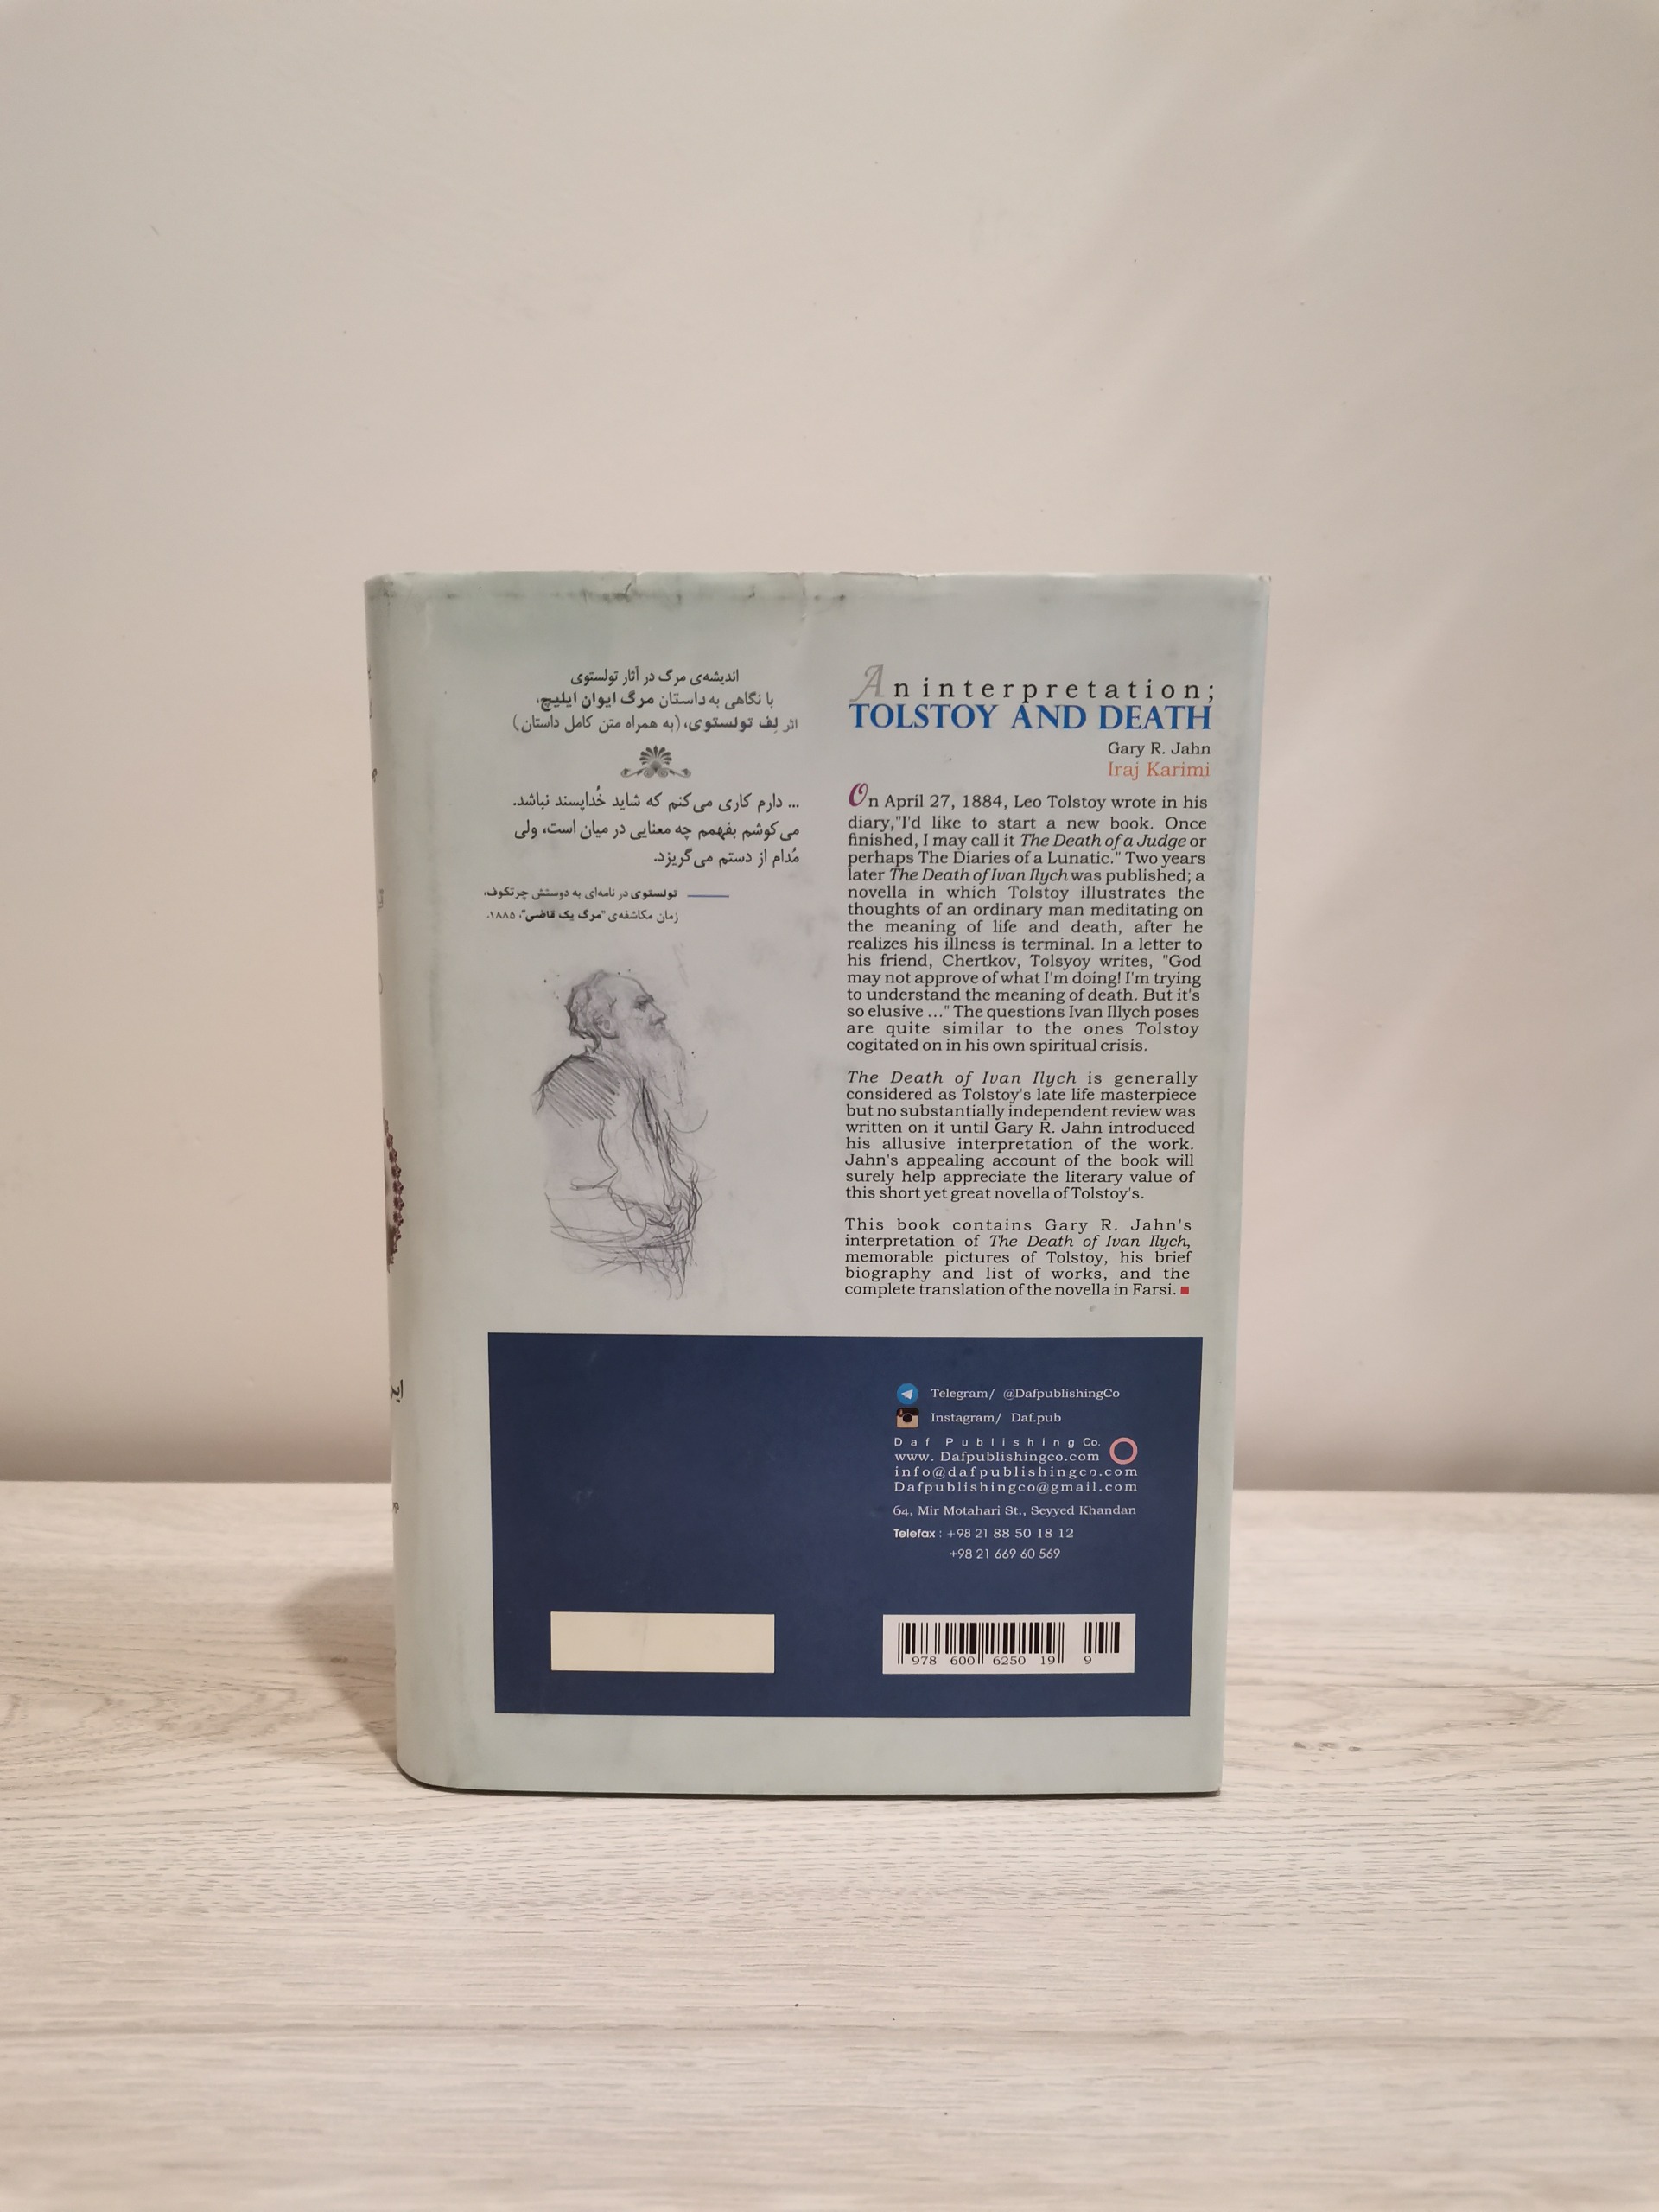 اندیشه‌ی مرگ در آثار تولستوی
با نگاهی به داستان مرگ ایوان ایلیچ،
اثر لِف تولستوی، (به همراه متن کامل داستان)
... دارم کاری می‌کنم که شاید خُداپسند نباشد.
می‌کوشم بفهمم چه معنایی در میان است، ولی
مُدام از دستم می‌گریزد.
تولستوی در نامه‌ای به دوستش چرتکوف،
زمان مکاشفه‌ی "مرگ یک قاضی"، ۱۸۸۵.
An interpretation;
TOLSTOY AND DEATH
Gary R. Jahn
Iraj Karimi
On April 27, 1884, Leo Tolstoy wrote in his
diary,"I'd like to start a new book. Once
finished, I may call it The Death of a Judge or
perhaps The Diaries of a Lunatic." Two years
later The Death of Ivan Ilych was published; a
novella in which Tolstoy illustrates the
thoughts of an ordinary man meditating on
the meaning of life and death, after he
realizes his illness is terminal. In a letter to
his friend, Chertkov, Tolsyoy writes, "God
may not approve of what I'm doing! I'm trying
to understand the meaning of death. But it's
so elusive ..." The questions Ivan Illych poses
are quite similar to the ones Tolstoy
cogitated on in his own spiritual crisis.
The Death of Ivan Ilych is generally
considered as Tolstoy's late life masterpiece
but no substantially independent review was
written on it until Gary R. Jahn introduced
his allusive interpretation of the work.
Jahn's appealing account of the book will
surely help appreciate the literary value of
this short yet great novella of Tolstoy's.
This book contains Gary R. Jahn's
interpretation of The Death of Ivan Ilych,
memorable pictures of Tolstoy, his brief
biography and list of works, and the
complete translation of the novella in Farsi.
Telegram/ @DafpublishingCo
Instagram/ Daf.pub
Daf Publishing Co.
www. Dafpublishingco.com
info@dafpublishingco.com
Dafpublishingco@gmail.com
64, Mir Motahari St., Seyyed Khandan
Telefax : +98 21 88 50 18 12
+98 21 669 60 569
978 600 6250 19 9